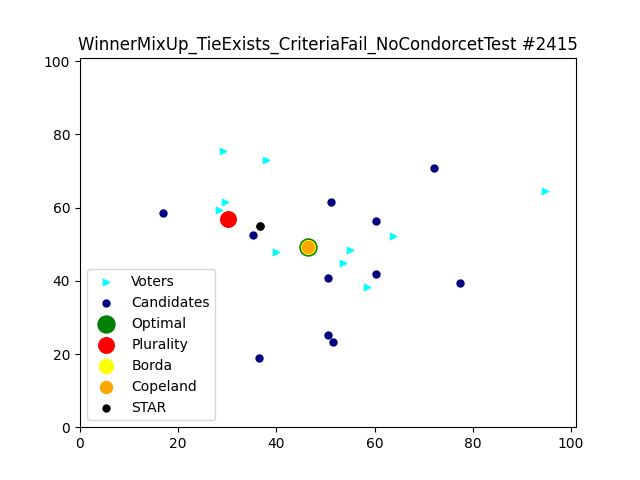 WinnerMixUp_TieExists_CriteriaFail_NoCondorcetTest #2415
100
80
60
40
20
0
Voters
Candidates
Optimal
Plurality
Borda
Copeland
STAR
0 20 40 60 80 100